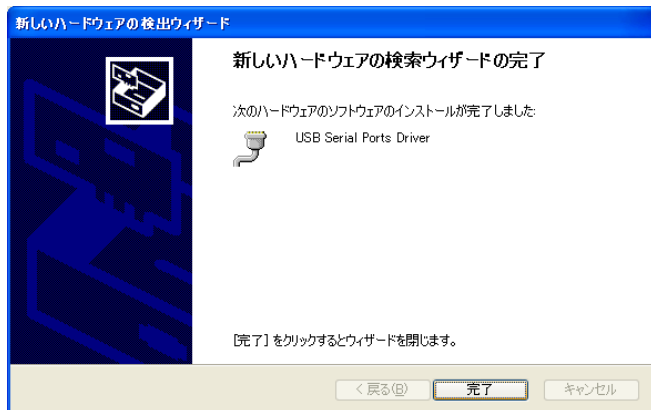 新しいハードウェアの検出ウィザード
新しいハードウェアの検索ウィザードの完了
次のハードウェアのソフトウェアのインストールが完了しました:
USB Serial Ports Driver
[完了] をクリックするとウィザードを閉じます。
< 戻る(B)
完了
キャンセル